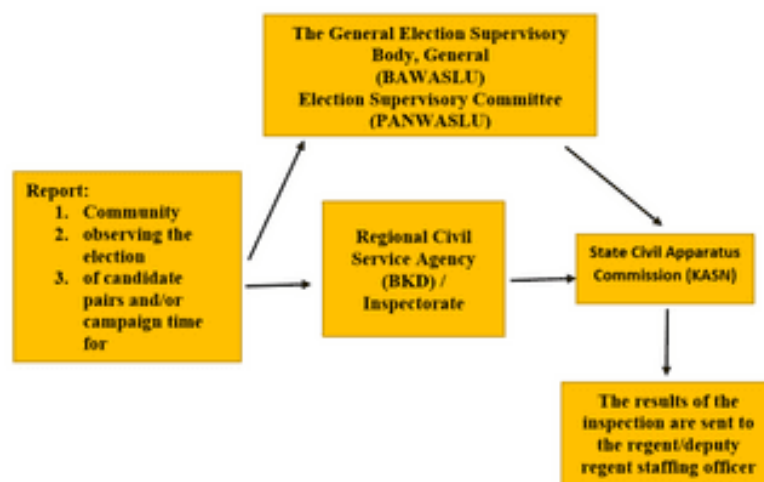 The General Election Supervisory
Body, General
(BAWASLU)
Election Supervisory Committee
(PANWASLU)
Report:
1. Community
2. observing the
election
3. of candidate
pairs and/or
campaign time
for
Regional Civil
Service Agency
(BKD) /
Inspectorate
State Civil Apparatus
Commission (KASN)
The results of the
inspection are sent to
the regent/deputy
regent staffing officer